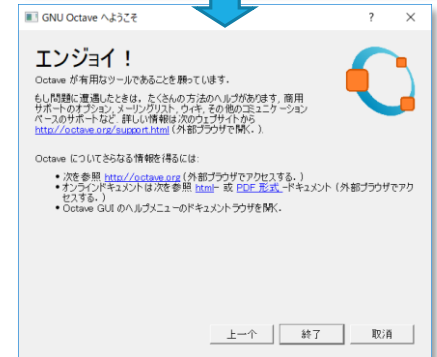 GNU Octave へようこそ
エンジョイ！
Octave が有用なツールであることを願っています.
もし問題に遭遇したときは、たくさんの方法のヘルプがあります, 商用
サポートのオプション, メーリングリスト, ウィキ, その他のコミュニケーション
ベースのサポートなど. 詳しい情報は次のウェブサイトから
http://octave.org/support.html (外部ブラウザで開く. ).
Octave についてさらなる情報を得るには:
• 次を参照 http://octave.org (外部ブラウザでアクセスする. )
• オンラインドキュメントは次を参照 html- 或 PDF 形式 -ドキュメント (外部ブラウザでアク
セスする. )
• Octave GUI のヘルプメニューのドキュメントラウザを開く.
上一个 終了 取消